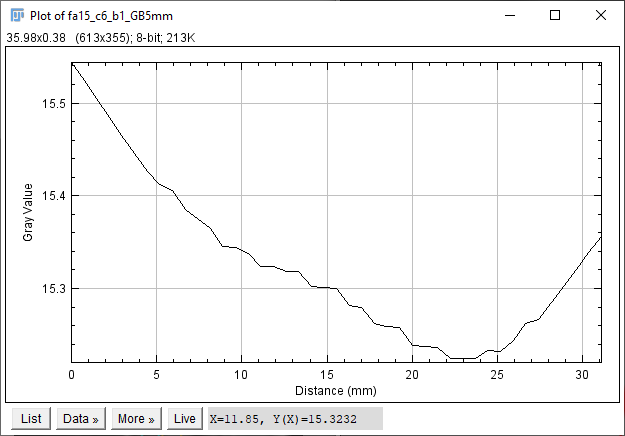 Plot of fa15_c6_b1_GB5mm
35.98x0.38 (613x355); 8-bit; 213K
15.5
15.4
15.3
Gray Value
0 5 10 15 20 25 30
Distance (mm)
List Data » More » Live X=11.85, Y(X)=15.3232